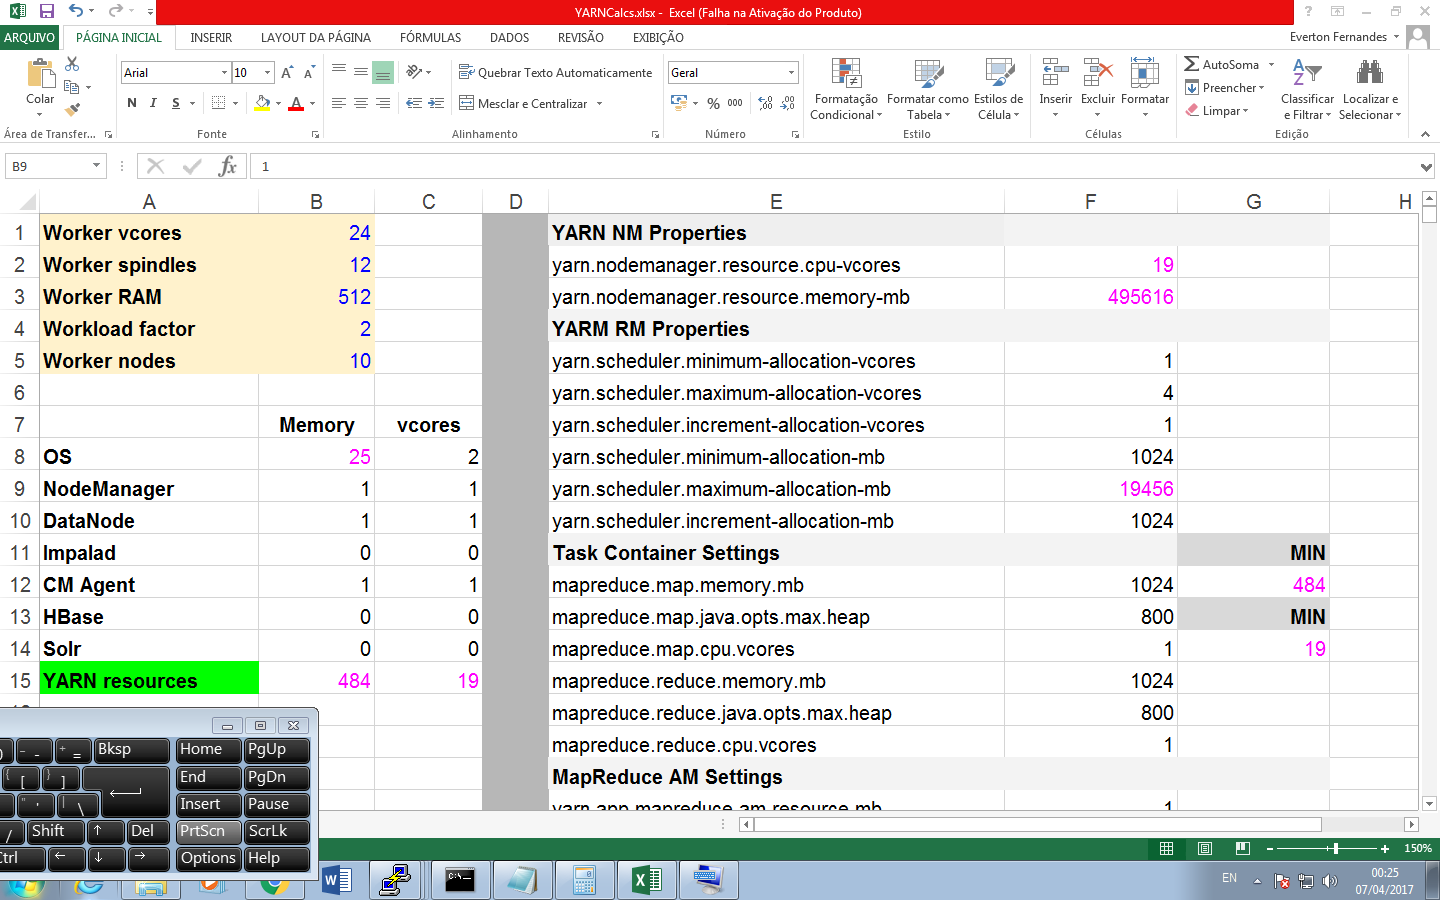 YARNCalcs.xlsx - Excel (Falha na Ativação do Produto)
ARQUIVO PÁGINA INICIAL INSERIR LAYOUT DA PÁGINA FÓRMULAS DADOS REVISÃO EXIBIÇÃO Everton Fernandes
Colar
Arial 10
N I S
Quebrar Texto Automaticamente
Mesclar e Centralizar
Geral
% 000
Formatação Condicional
Formatar como Tabela
Estilos de Célula
Inserir Excluir Formatar
AutoSoma
Preencher
Limpar
Classificar e Filtrar
Localizar e Selecionar
Área de Transfer... Fonte Alinhamento Número Estilo Células Edição
B9 fx 1
A B C D E F G H
1 Worker vcores 24 YARN NM Properties
2 Worker spindles 12 yarn.nodemanager.resource.cpu-vcores 19
3 Worker RAM 512 yarn.nodemanager.resource.memory-mb 495616
4 Workload factor 2 YARM RM Properties
5 Worker nodes 10 yarn.scheduler.minimum-allocation-vcores 1
6 yarn.scheduler.maximum-allocation-vcores 4
7 Memory vcores yarn.scheduler.increment-allocation-vcores 1
8 OS 25 2 yarn.scheduler.minimum-allocation-mb 1024
9 NodeManager 1 1 yarn.scheduler.maximum-allocation-mb 19456
10 DataNode 1 1 yarn.scheduler.increment-allocation-mb 1024
11 Impalad 0 0 Task Container Settings MIN
12 CM Agent 1 1 mapreduce.map.memory.mb 1024 484
13 HBase 0 0 mapreduce.map.java.opts.max.heap 800 MIN
14 Solr 0 0 mapreduce.map.cpu.vcores 1 19
15 YARN resources 484 19 mapreduce.reduce.memory.mb 1024
mapreduce.reduce.java.opts.max.heap 800
mapreduce.reduce.cpu.vcores 1
MapReduce AM Settings
yarn.app.mapreduce.am.resource.mb 1
) _ - + = Bksp Home PgUp
{ [ } ] End PgDn
" ' | \ Insert Pause
/ Shift ↑ Del PrtScn ScrLk
Ctrl ← ↓ → Options Help
150%
EN
00:25
07/04/2017